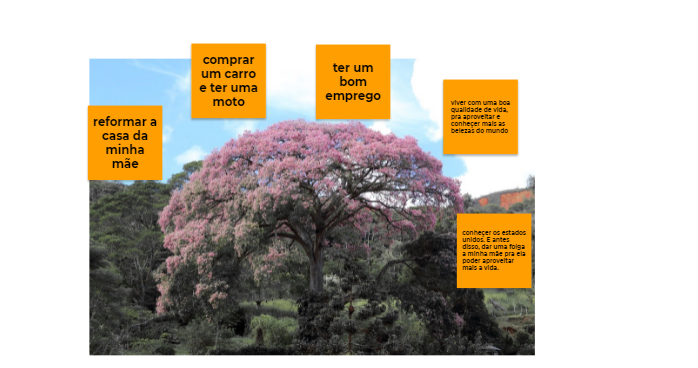 comprar
um carro
e ter uma
moto
ter um
bom
emprego
viver com uma boa
qualidade de vida,
pra aproveitar e
conheçer mais as
belezas do mundo
reformar a
casa da
minha
mãe
conheçer os estados
unidos. E antes
disso, dar uma folga
a minha mãe pra ela
poder aproveitar
mais a vida.